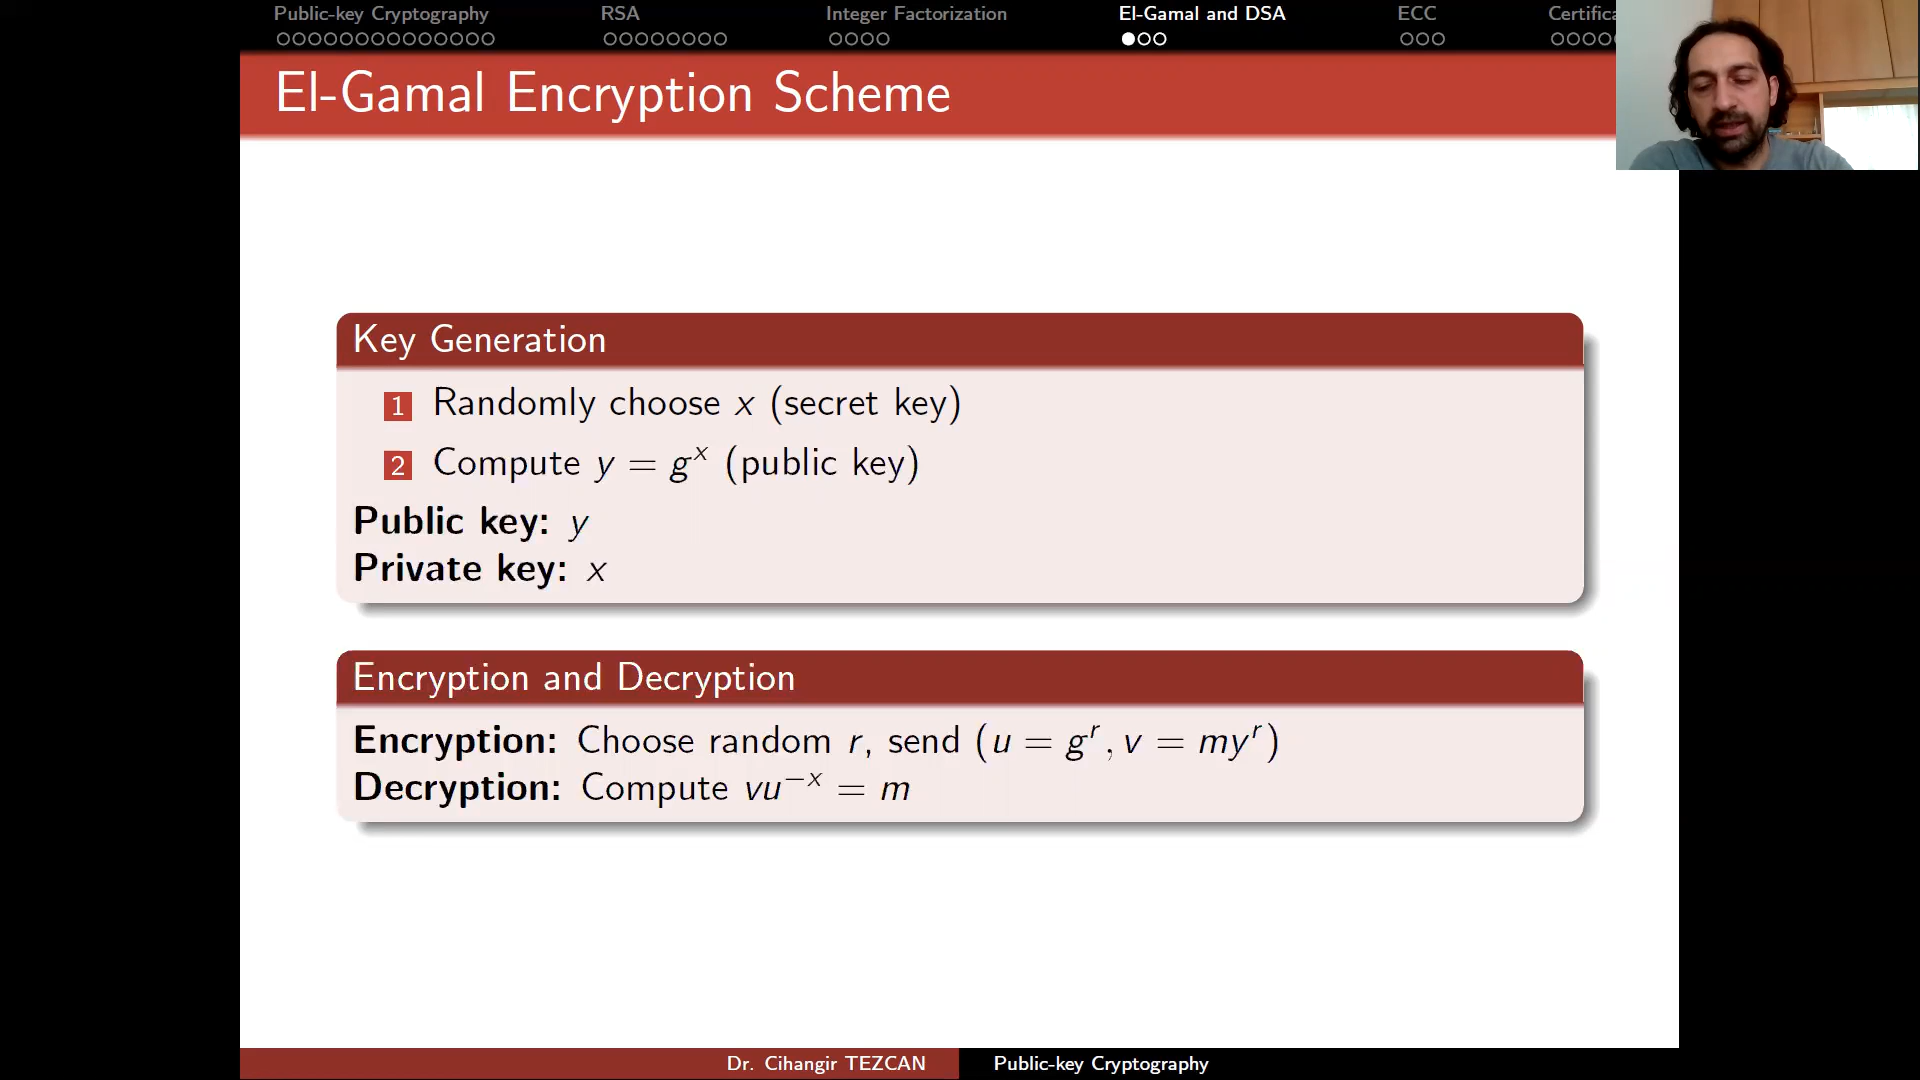 Public-key Cryptography RSA Integer Factorization El-Gamal and DSA ECC Certifica
El-Gamal Encryption Scheme
Key Generation
1 Randomly choose x (secret key)
2 Compute y = g^x (public key)
Public key: y
Private key: x
Encryption and Decryption
Encryption: Choose random r, send (u = g^r, v = my^r)
Decryption: Compute vu^−x = m
Dr. Cihangir TEZCAN Public-key Cryptography